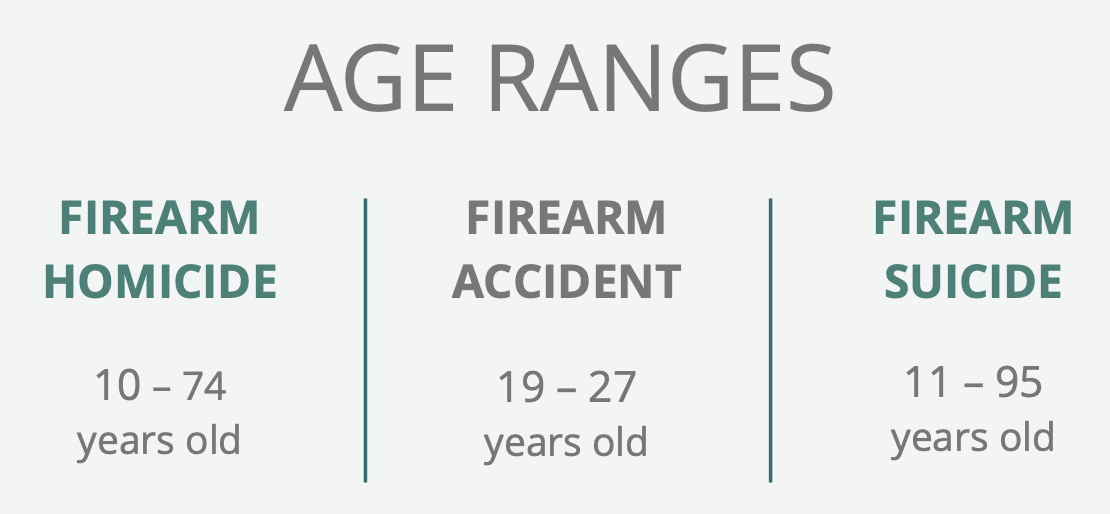 AGE RANGES
FIREARM
HOMICIDE
10 – 74
years old
FIREARM
ACCIDENT
19 – 27
years old
FIREARM
SUICIDE
11 – 95
years old